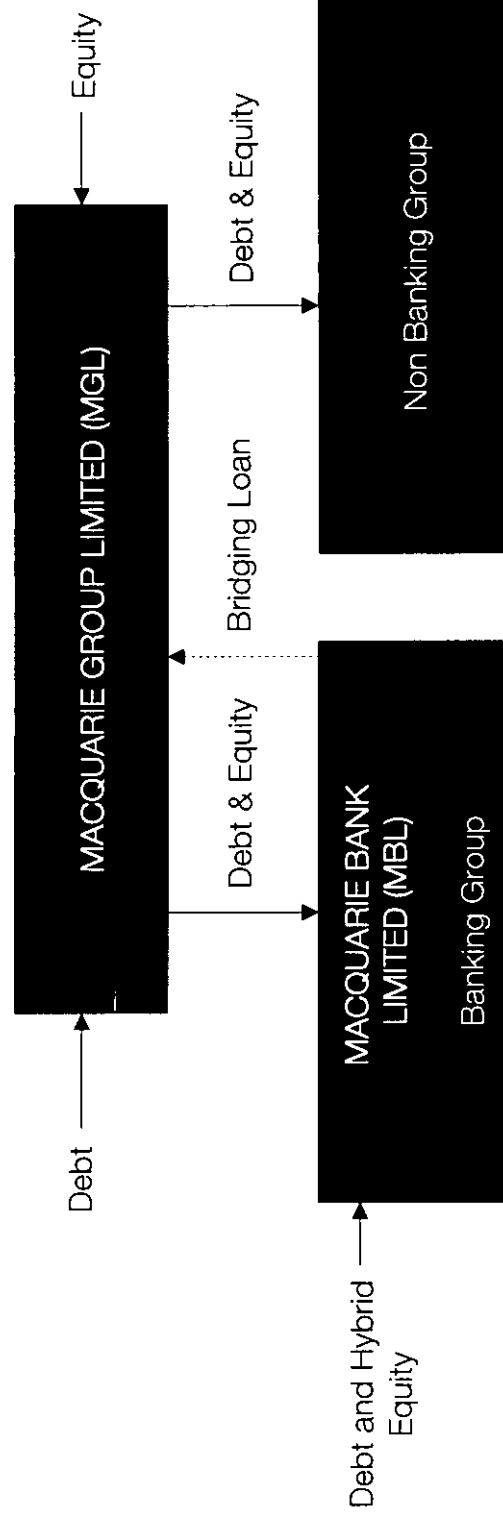 Debt
MACQUARIE GROUP LIMITED (MGL)
Equity
Debt & Equity
Bridging Loan
Debt & Equity
Debt and Hybrid
Equity
MACQUARIE BANK
LIMITED (MBL)
Banking Group
Non Banking Group